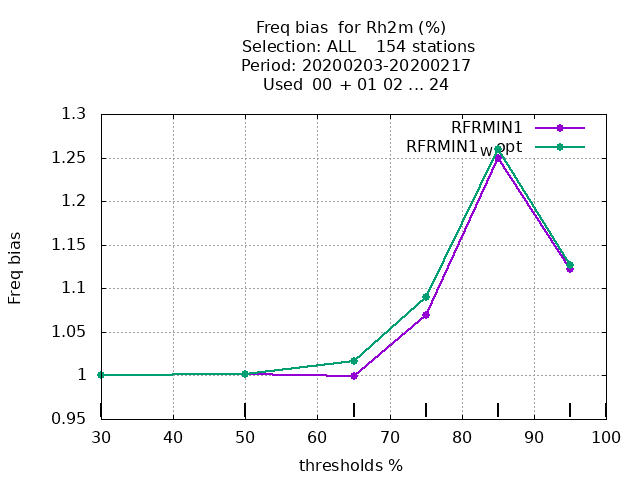 Freq bias  for Rh2m (%)
Selection: ALL    154 stations
Period: 20200203-20200217
Used  00 + 01 02 ... 24
RFRMIN1
RFRMIN1wopt
1.3
1.25
1.2
1.15
1.1
1.05
1
0.95
Freq bias
30 40 50 60 70 80 90 100
thresholds %